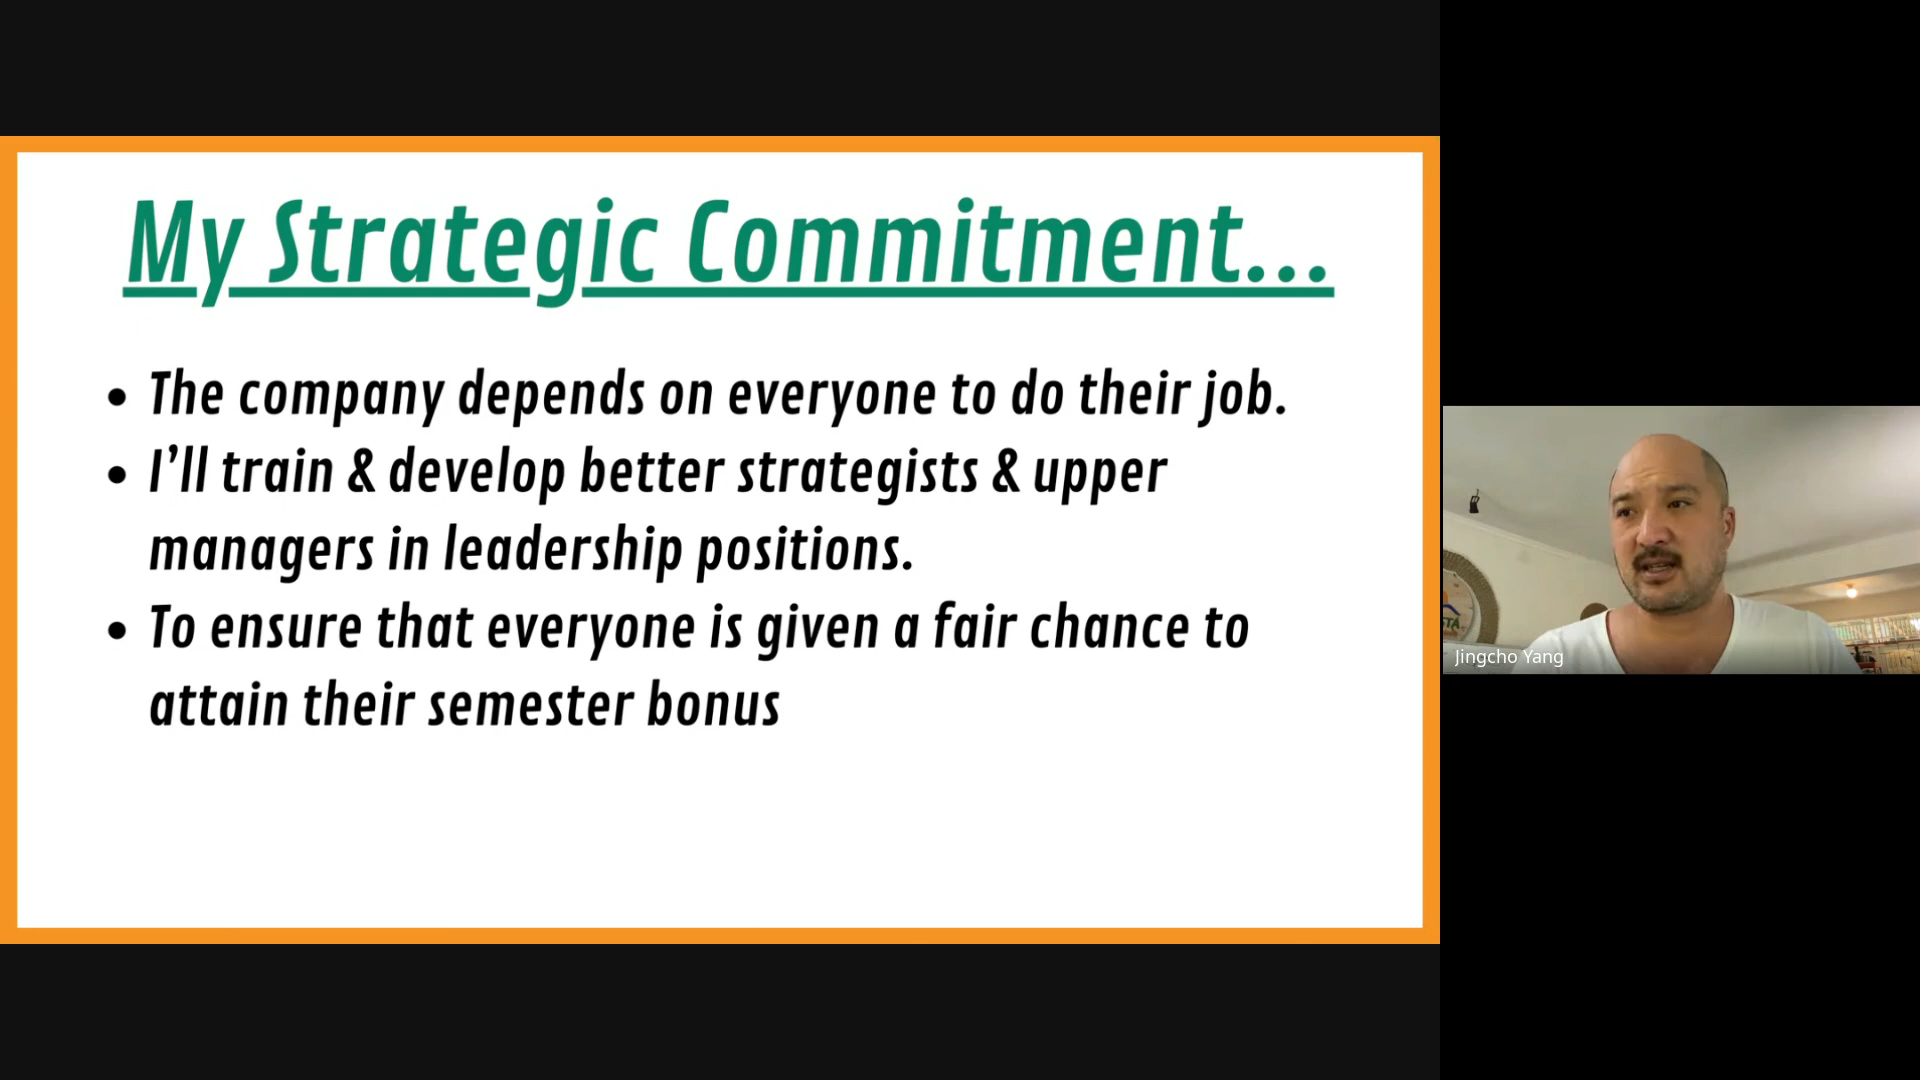 My Strategic Commitment...
• The company depends on everyone to do their job.
• I'll train & develop better strategists & upper
managers in leadership positions.
• To ensure that everyone is given a fair chance to
attain their semester bonus
Jingcho Yang